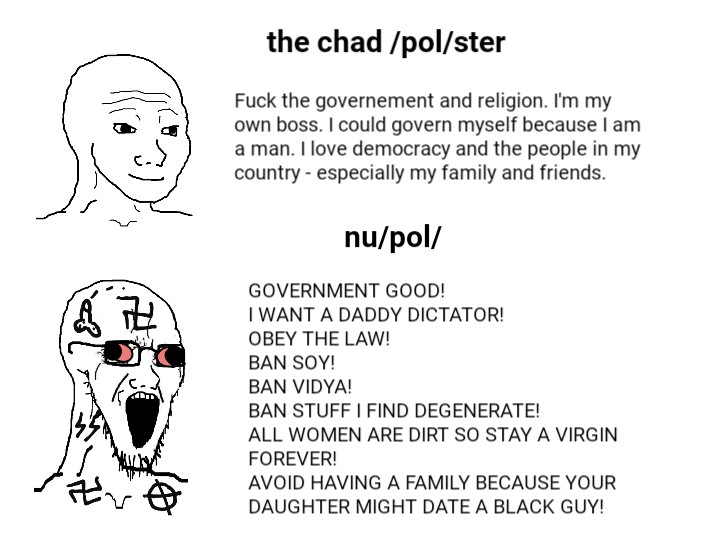 the chad /pol/ster
Fuck the governement and religion. I'm my
own boss. I could govern myself because I am
a man. I love democracy and the people in my
country - especially my family and friends.
nu/pol/
GOVERNMENT GOOD!
I WANT A DADDY DICTATOR!
OBEY THE LAW!
BAN SOY!
BAN VIDYA!
BAN STUFF I FIND DEGENERATE!
ALL WOMEN ARE DIRT SO STAY A VIRGIN
FOREVER!
AVOID HAVING A FAMILY BECAUSE YOUR
DAUGHTER MIGHT DATE A BLACK GUY!